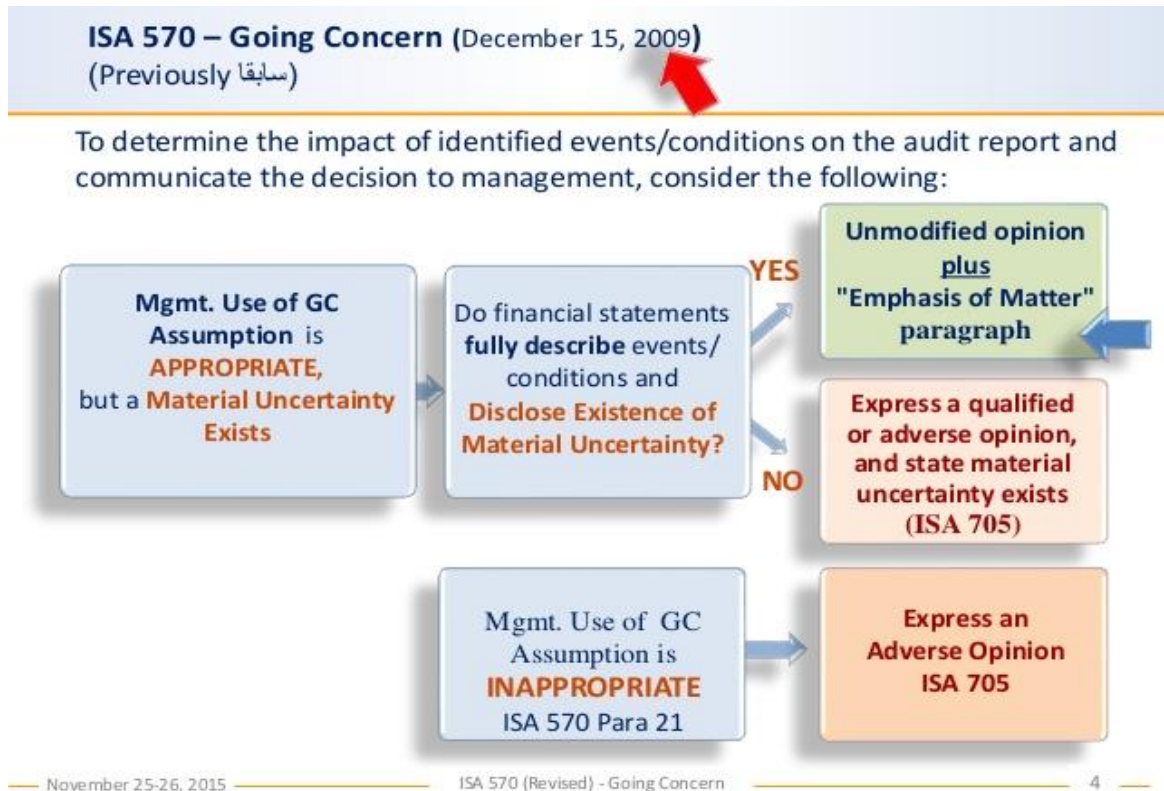 ISA 570 – Going Concern (December 15, 2009)
(Previously سابقا)
To determine the impact of identified events/conditions on the audit report and
communicate the decision to management, consider the following:
Mgmt. Use of GC
Assumption is
APPROPRIATE,
but a Material Uncertainty
Exists
Do financial statements
fully describe events/
conditions and
Disclose Existence of
Material Uncertainty?
YES
Unmodified opinion
plus
"Emphasis of Matter"
paragraph
NO
Express a qualified
or adverse opinion,
and state material
uncertainty exists
(ISA 705)
Mgmt. Use of GC
Assumption is
INAPPROPRIATE
ISA 570 Para 21
Express an
Adverse Opinion
ISA 705
November 25-26, 2015
ISA 570 (Revised) - Going Concern
4